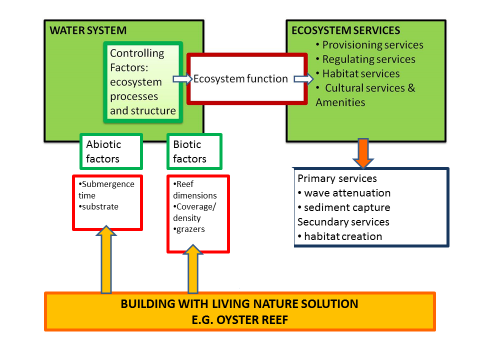 WATER SYSTEM
Controlling
Factors:
ecosystem
processes
and structure
Ecosystem function
ECOSYSTEM SERVICES
• Provisioning services
• Regulating services
• Habitat services
• Cultural services &
Amenities
Abiotic
factors
Biotic
factors
•Submergence
time
•substrate
•Reef
dimensions
•Coverage/
density
•grazers
Primary services
• wave attenuation
• sediment capture
Secundary services
• habitat creation
BUILDING WITH LIVING NATURE SOLUTION
E.G. OYSTER REEF